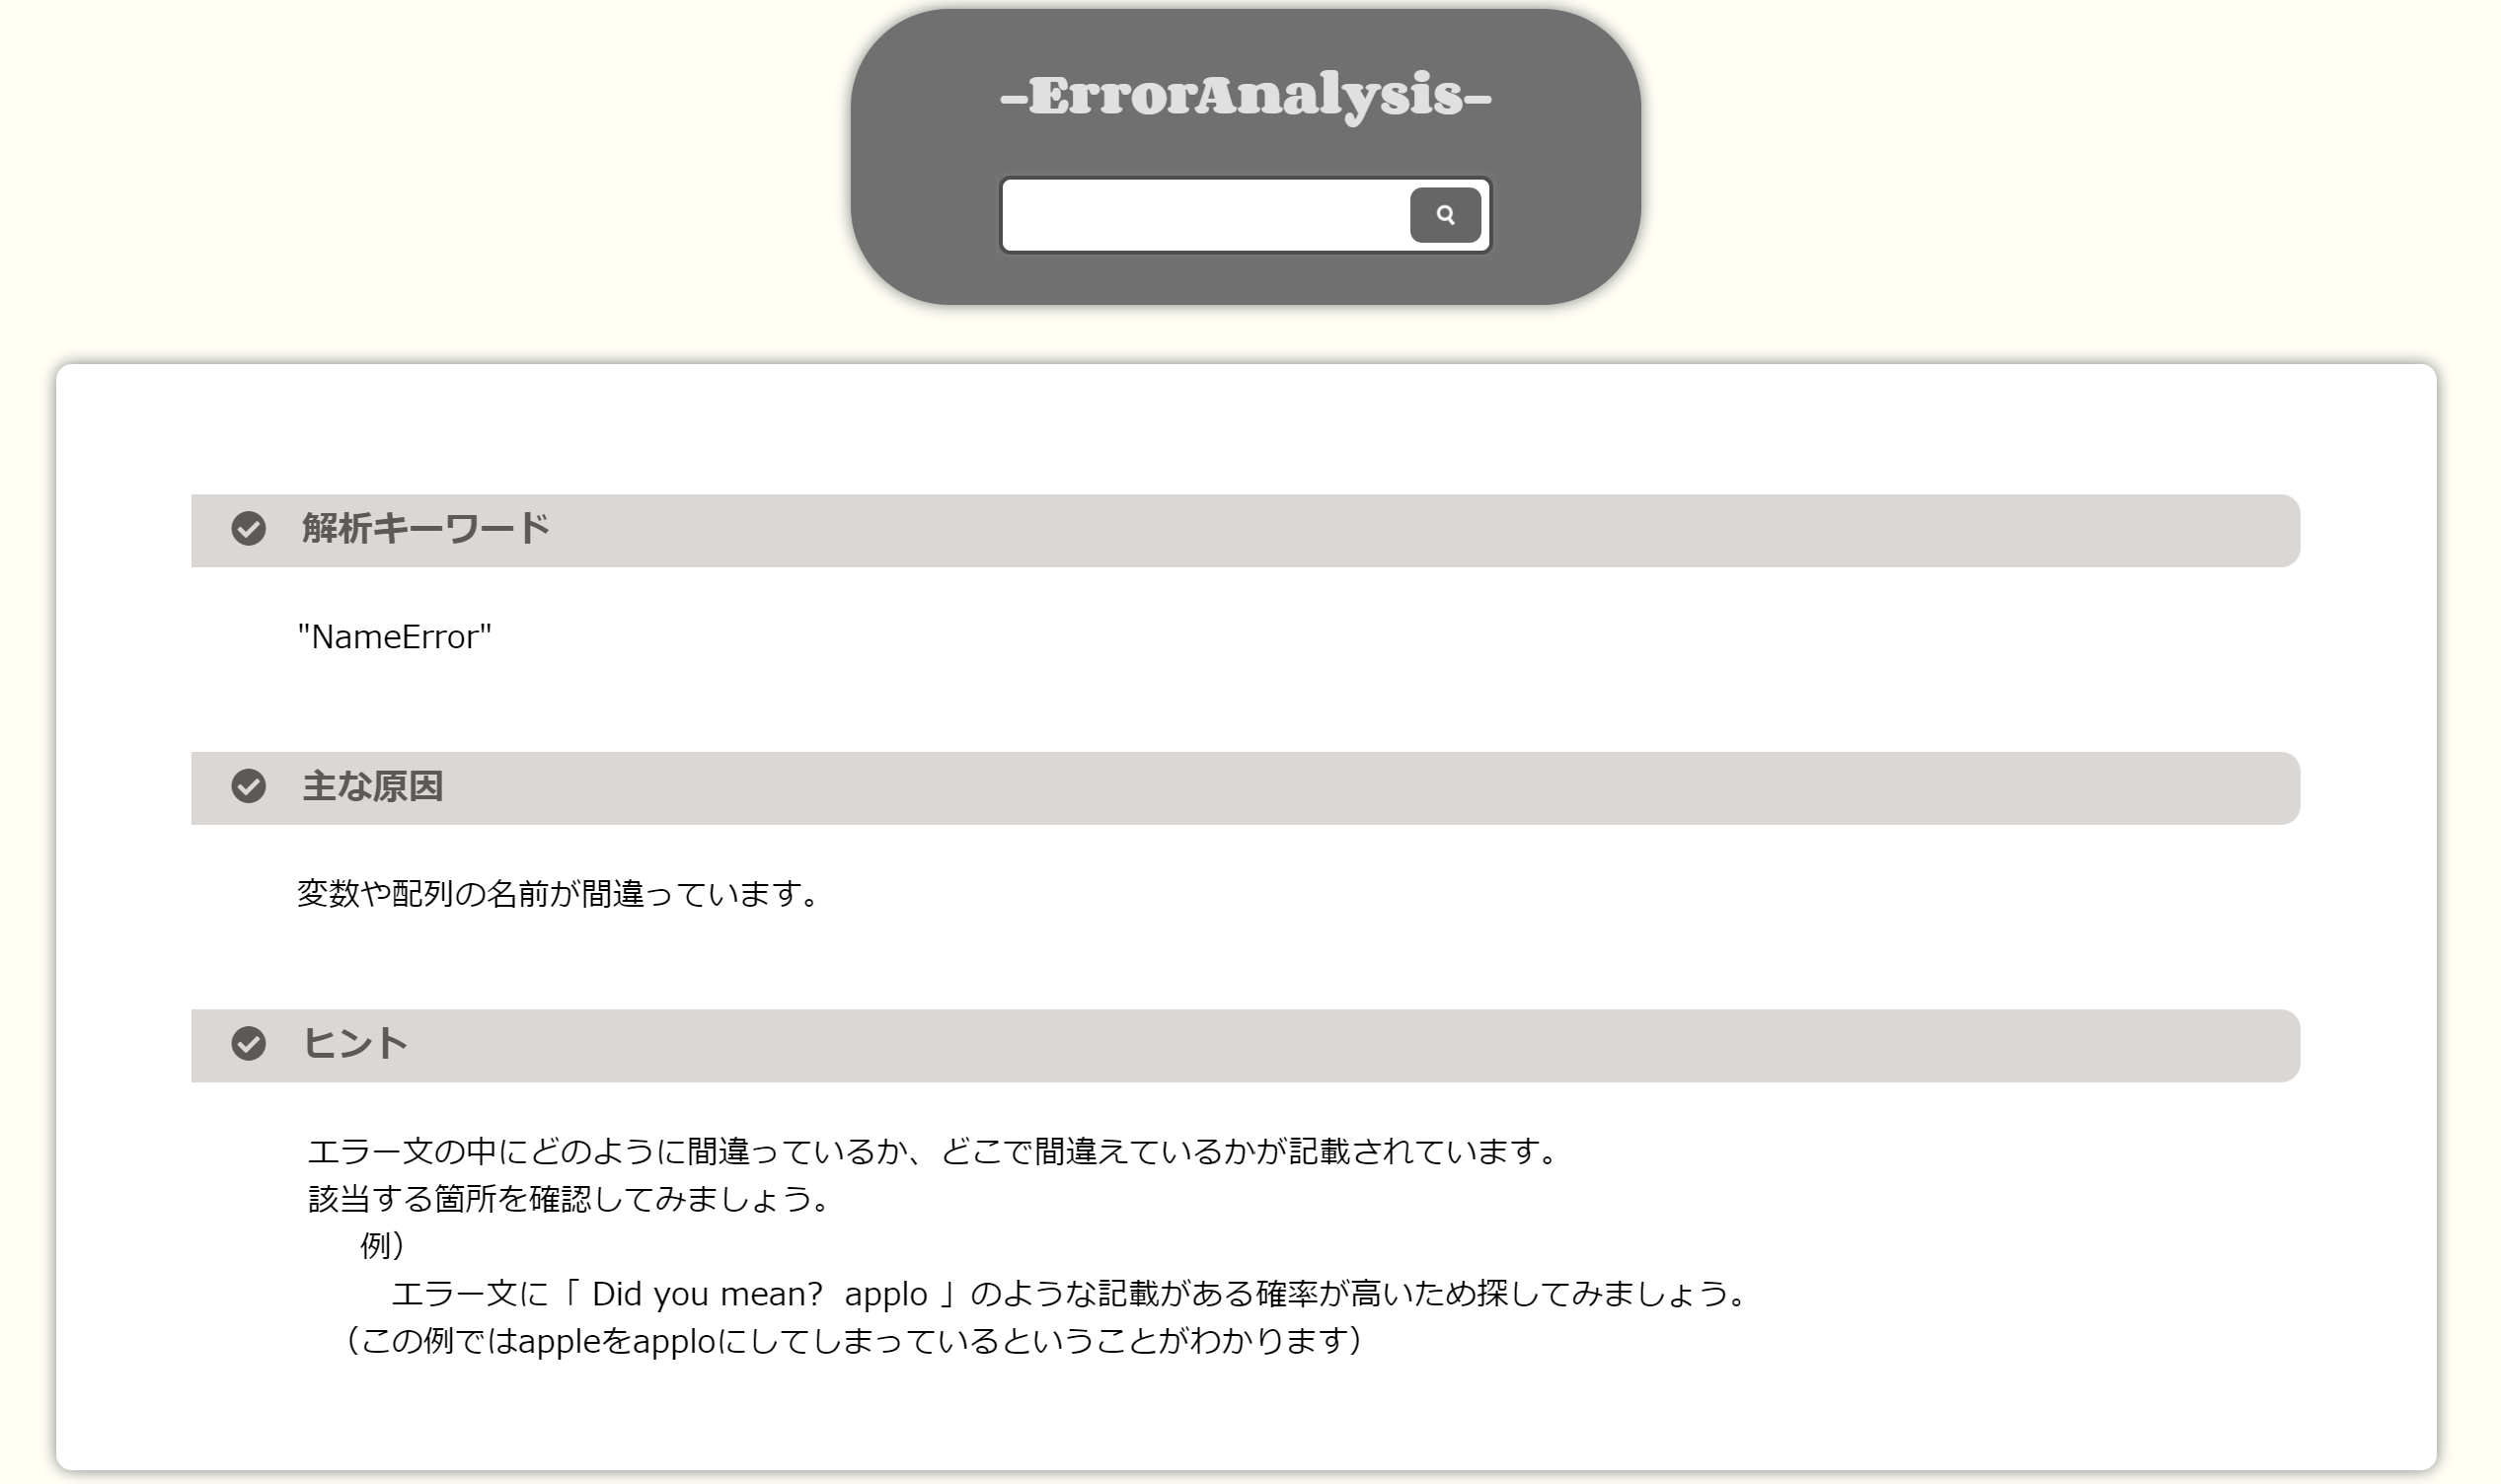 -ErrorAnalysis-
解析キーワード
"NameError"
主な原因
変数や配列の名前が間違っています。
ヒント
エラー文の中にどのように間違っているか、どこで間違えているかが記載されています。
該当する箇所を確認してみましょう。
例）
エラー文に「 Did you mean?  applo 」のような記載がある確率が高いため探してみましょう。
（この例ではappleをapploにしてしまっているということがわかります）